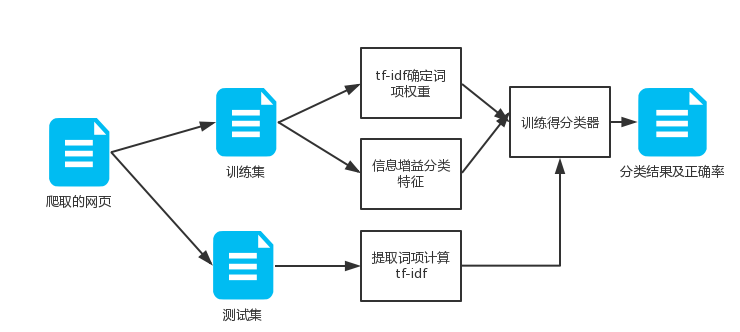 爬取的网页
训练集
测试集
tf-idf确定词
项权重
信息增益分类
特征
提取词项计算
tf-idf
训练得分类器
分类结果及正确率